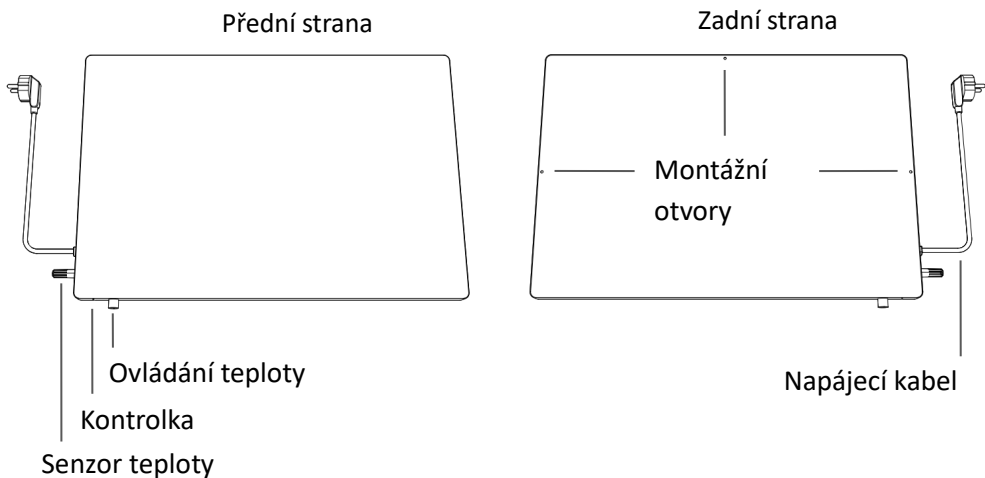 Přední strana
Zadní strana
Montážní
otvory
Ovládání teploty
Napájecí kabel
Kontrolka
Senzor teploty